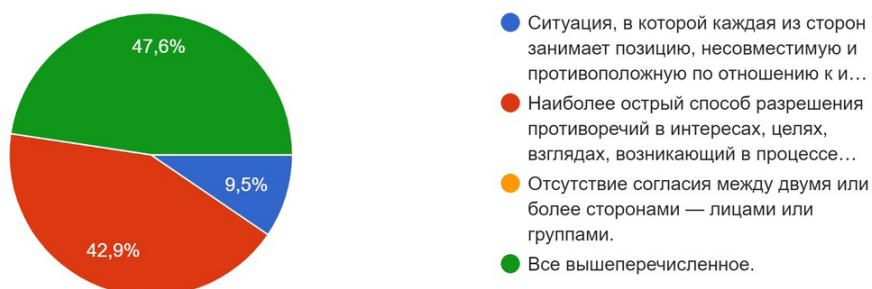 47,6%
9,5%
42,9%
Ситуация, в которой каждая из сторон
занимает позицию, несовместимую и
противоположную по отношению к и…
Наиболее острый способ разрешения
противоречий в интересах, целях,
взглядах, возникающий в процессе…
Отсутствие согласия между двумя или
более сторонами — лицами или
группами.
Все вышеперечисленное.